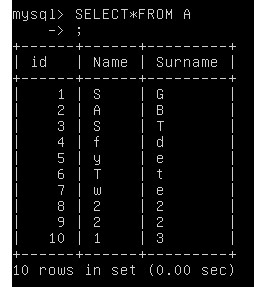 mysql> SELECT*FROM A
    -> ;
+----+------+---------+
| id | Name | Surname |
+----+------+---------+
| 1 | S | G |
| 2 | A | B |
| 3 | S | T |
| 4 | f | d |
| 5 | y | e |
| 6 | T | t |
| 7 | w | e |
| 8 | 2 | 2 |
| 9 | 2 | 2 |
| 10 | 1 | 3 |
+----+------+---------+
10 rows in set (0.00 sec)